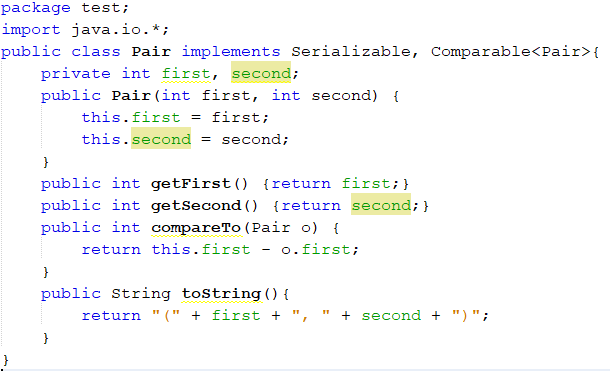 package test;
import java.io.*;
public class Pair implements Serializable, Comparable<Pair>{
    private int first, second;
    public Pair(int first, int second) {
        this.first = first;
        this.second = second;
    }
    public int getFirst() {return first;}
    public int getSecond() {return second;}
    public int compareTo(Pair o) {
        return this.first - o.first;
    }
    public String toString(){
        return "(" + first + ", " + second + ")";
    }
}